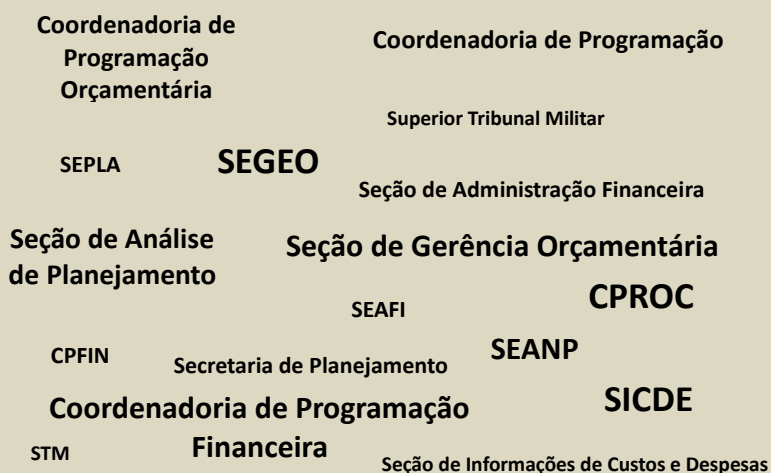 Coordenadoria de
Programação
Orçamentária
Coordenadoria de Programação
Superior Tribunal Militar
SEPLA
SEGEO
Seção de Administração Financeira
Seção de Análise
de Planejamento
Seção de Gerência Orçamentária
SEAFI
CPROC
CPFIN
Secretaria de Planejamento
SEANP
Coordenadoria de Programação
Financeira
SICDE
STM
Seção de Informações de Custos e Despesas